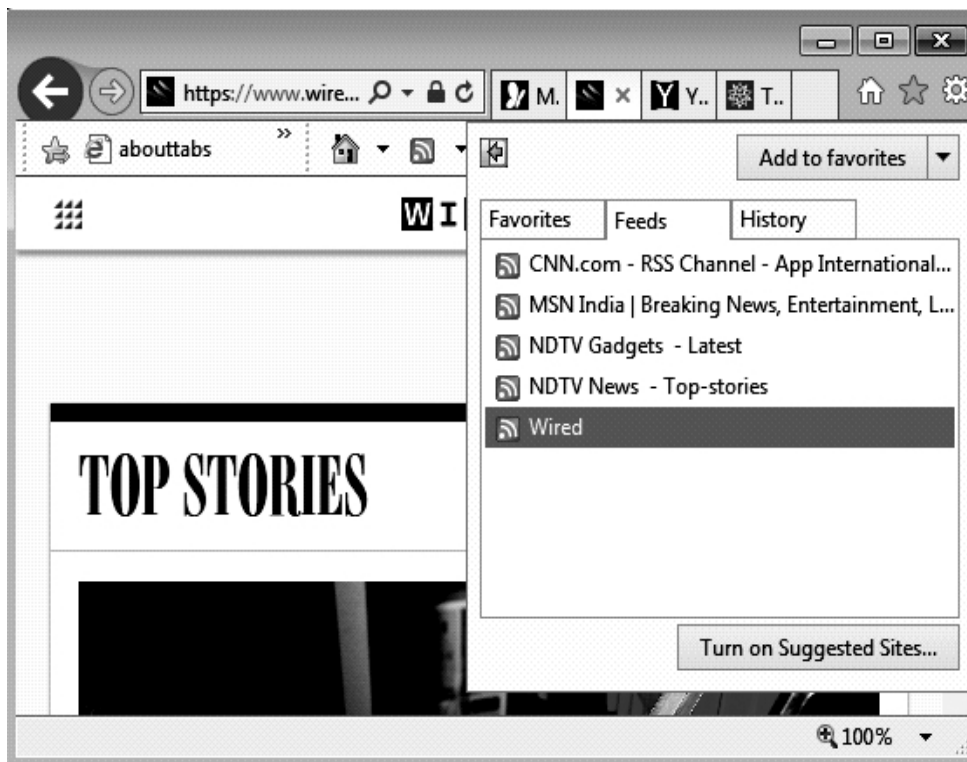 https://www.wire... M. Y.. T..
abouttabs »
Add to favorites
W I
Favorites Feeds History
CNN.com - RSS Channel - App International...
MSN India | Breaking News, Entertainment, L...
NDTV Gadgets - Latest
NDTV News - Top-stories
Wired
TOP STORIES
Turn on Suggested Sites...
100%